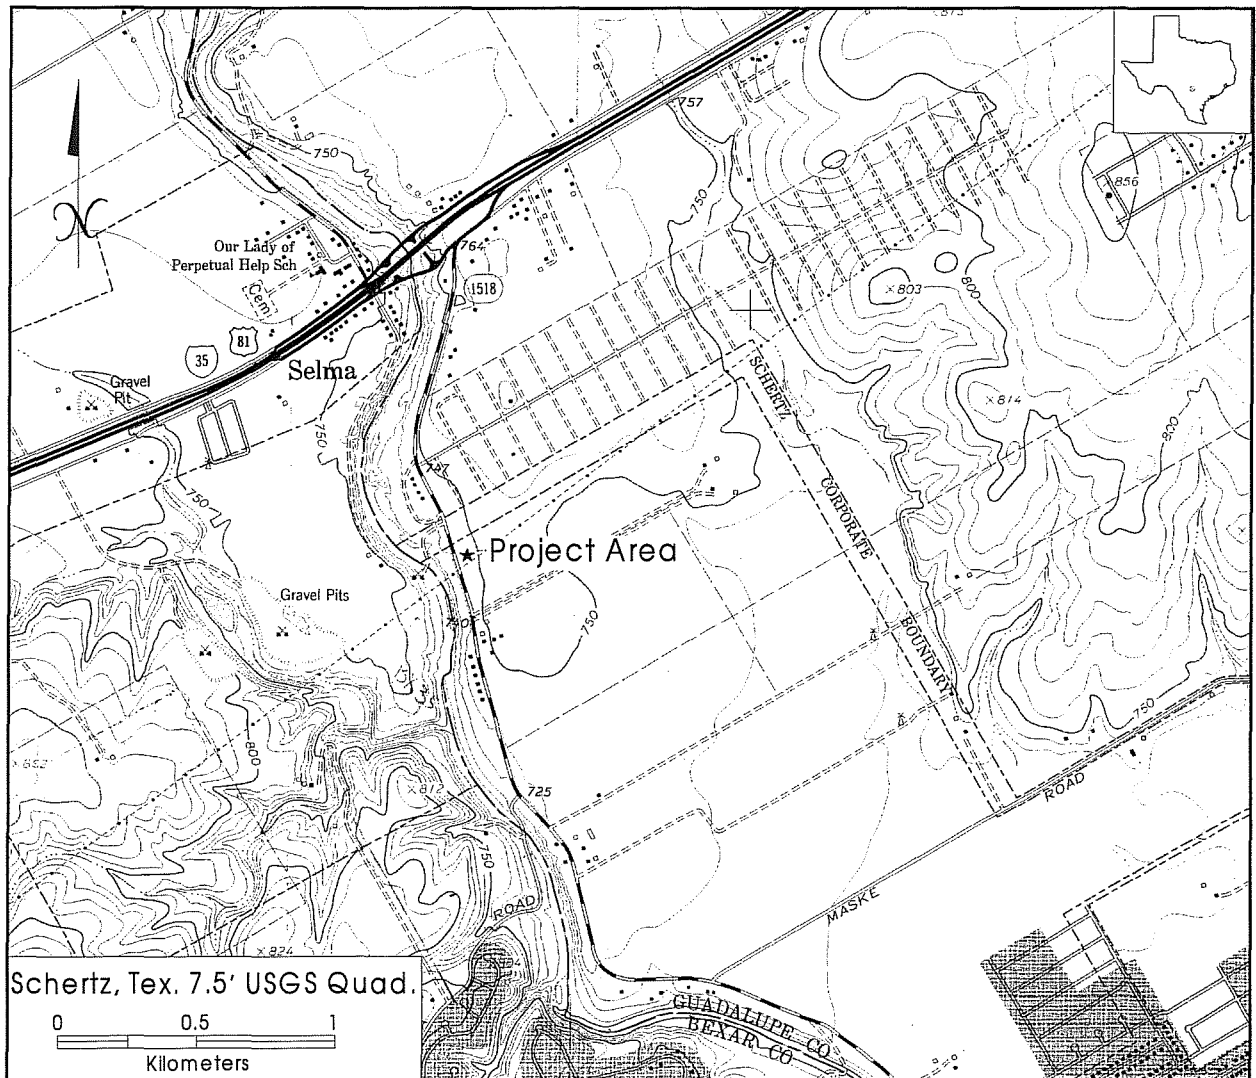 873
757
750
750
856
Our Lady of
Perpetual Help Sch
764
Cem
1518
803
800
81
35
Selma
Gravel
Pit
SCHERTZ
814
800
750
747
750
CORPORATE
Project Area
Gravel Pits
750
BOUNDARY
750
800
812
725
ROAD
750
ROAD
MASKE
824
Schertz, Tex. 7.5' USGS Quad.
0 0.5 1
Kilometers
GUADALUPE CO
BEXAR CO